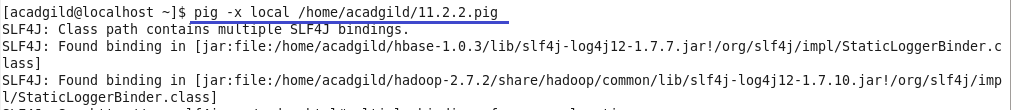 [acadgild@localhost ~]$ pig -x local /home/acadgild/11.2.2.pig
SLF4J: Class path contains multiple SLF4J bindings.
SLF4J: Found binding in [jar:file:/home/acadgild/hbase-1.0.3/lib/slf4j-log4j12-1.7.7.jar!/org/slf4j/impl/StaticLoggerBinder.c
lass]
SLF4J: Found binding in [jar:file:/home/acadgild/hadoop-2.7.2/share/hadoop/common/lib/slf4j-log4j12-1.7.10.jar!/org/slf4j/imp
l/StaticLoggerBinder.class]